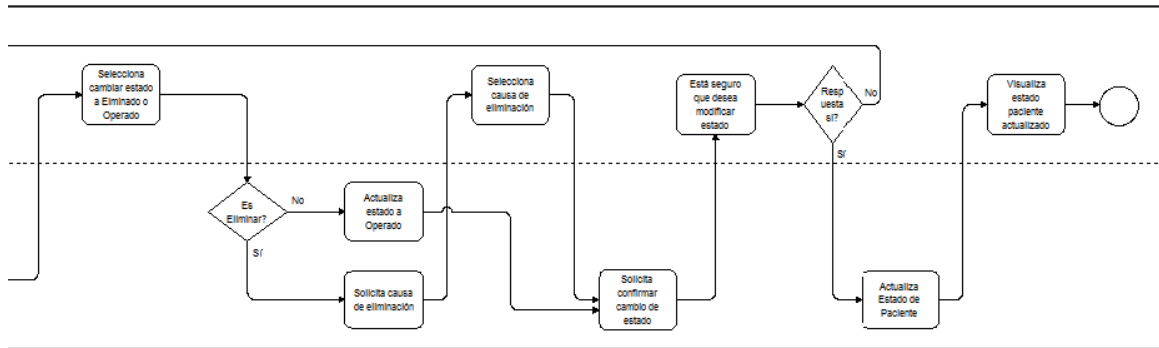 Selecciona
cambiar estado
a Elminado o
Operado
Selecciona
causa de
eliminación
Está seguro
que desea
modificar
estado
Resp
uesta
sí?
No
Visualiza
estado
paciente
actualizado
Sí
Es
Eliminar?
No
Sí
Actualiza
estado a
Operado
Solicita causa
de eliminación
Solicita
confirmar
cambio de
estado
Actualiza
Estado de
Paciente